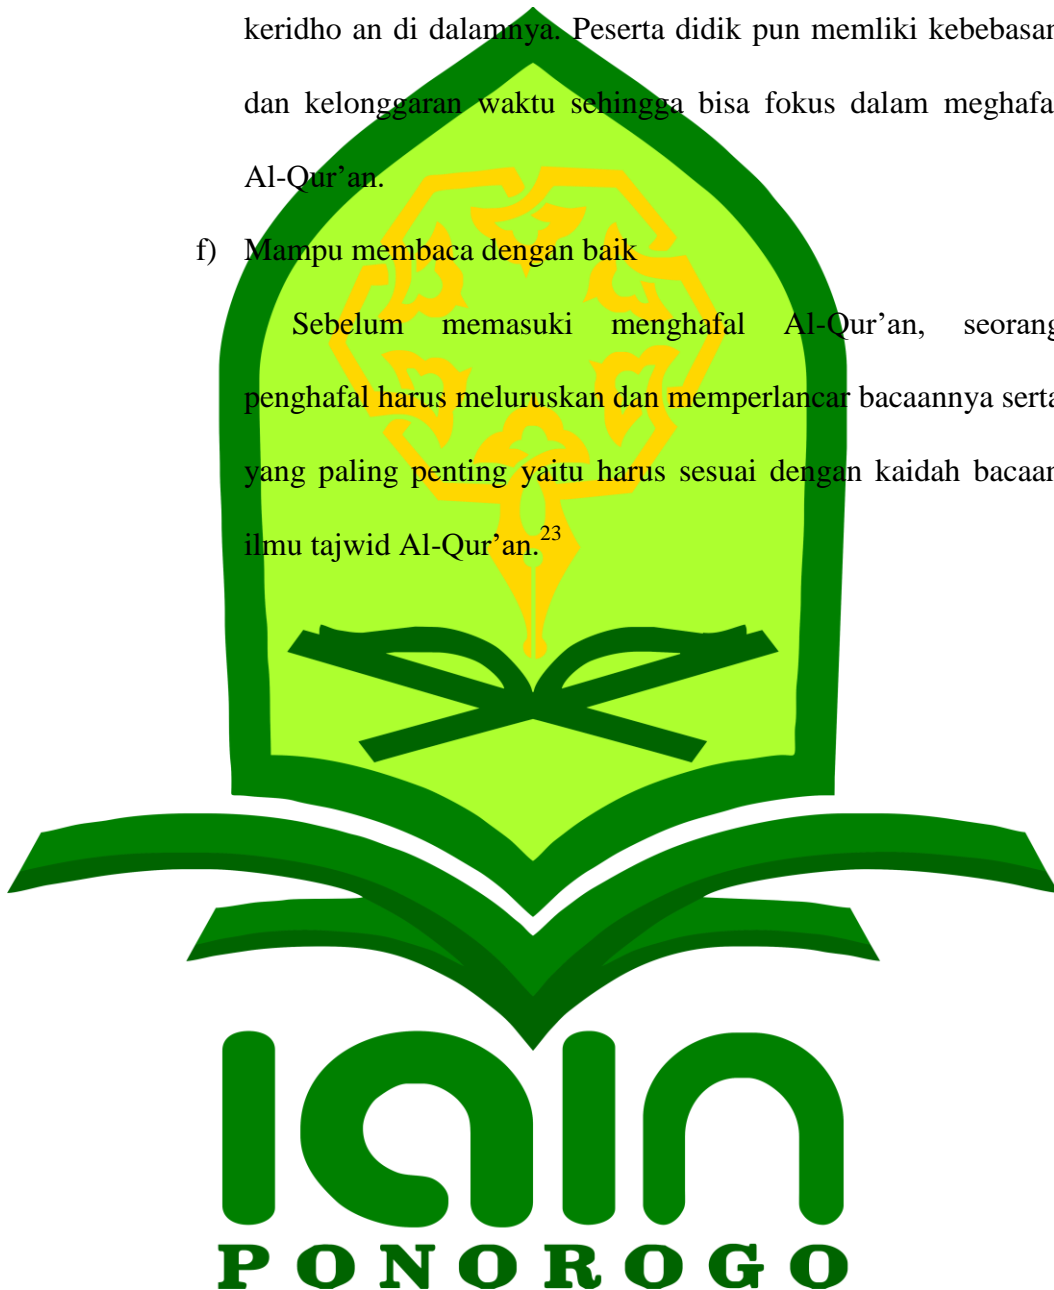 keridho an di dalamnya. Peserta didik pun memliki kebebasan
dan kelonggaran waktu sehingga bisa fokus dalam meghafal
Al-Qur’an.
f) Mampu membaca dengan baik
Sebelum memasuki menghafal Al-Qur’an, seorang
penghafal harus meluruskan dan memperlancar bacaannya serta
yang paling penting yaitu harus sesuai dengan kaidah bacaan
ilmu tajwid Al-Qur’an.23
iain
PONOROGO